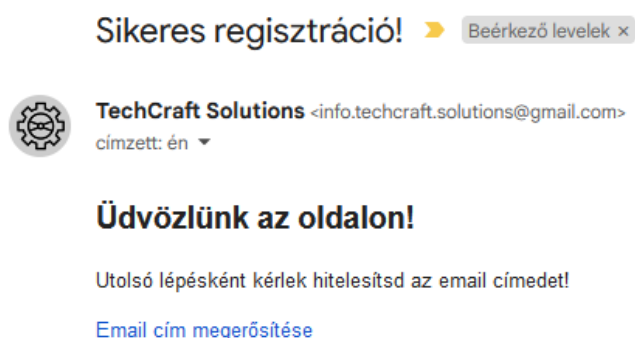 Sikeres regisztráció! Beérkező levelek ×
TechCraft Solutions <info.techcraft.solutions@gmail.com>
címzett: én
Üdvözlünk az oldalon!
Utolsó lépésként kérlek hitelesítsd az email címedet!
Email cím megerősítése